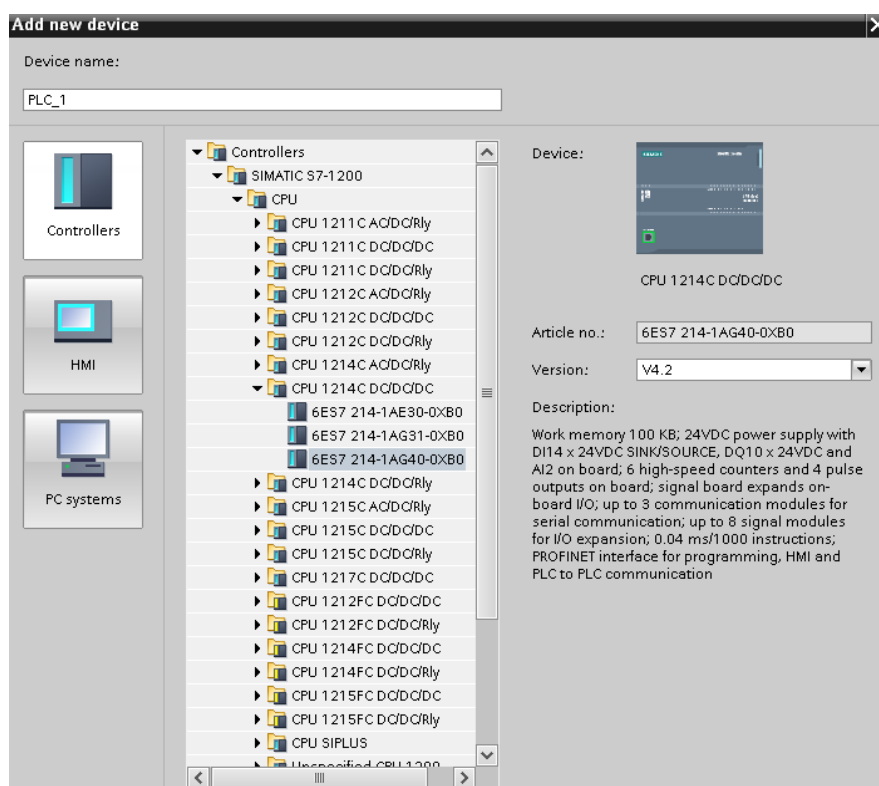 Add new device
Device name:
PLC_1
Controllers
HMI
PC systems
Controllers
SIMATIC S7-1200
CPU
CPU 1211C AC/DC/Rly
CPU 1211C DC/DC/DC
CPU 1211C DC/DC/Rly
CPU 1212C AC/DC/Rly
CPU 1212C DC/DC/DC
CPU 1212C DC/DC/Rly
CPU 1214C AC/DC/Rly
CPU 1214C DC/DC/DC
6ES7 214-1AE30-0XB0
6ES7 214-1AG31-0XB0
6ES7 214-1AG40-0XB0
CPU 1214C DC/DC/Rly
CPU 1215C AC/DC/Rly
CPU 1215C DC/DC/DC
CPU 1215C DC/DC/Rly
CPU 1217C DC/DC/DC
CPU 1212FC DC/DC/DC
CPU 1212FC DC/DC/Rly
CPU 1214FC DC/DC/DC
CPU 1214FC DC/DC/Rly
CPU 1215FC DC/DC/DC
CPU 1215FC DC/DC/Rly
CPU SIPLUS
Unspecified CPU 1200
Device:
SIEMENS
CPU 1214C DC/DC/DC
Article no.:
6ES7 214-1AG40-0XB0
Version:
V4.2
Description:
Work memory 100 KB; 24VDC power supply with
DI14 x 24VDC SINK/SOURCE, DQ10 x 24VDC and
AI2 on board; 6 high-speed counters and 4 pulse
outputs on board; signal board expands on-
board I/O; up to 3 communication modules for
serial communication; up to 8 signal modules
for I/O expansion; 0.04 ms/1000 instructions;
PROFINET interface for programming, HMI and
PLC to PLC communication